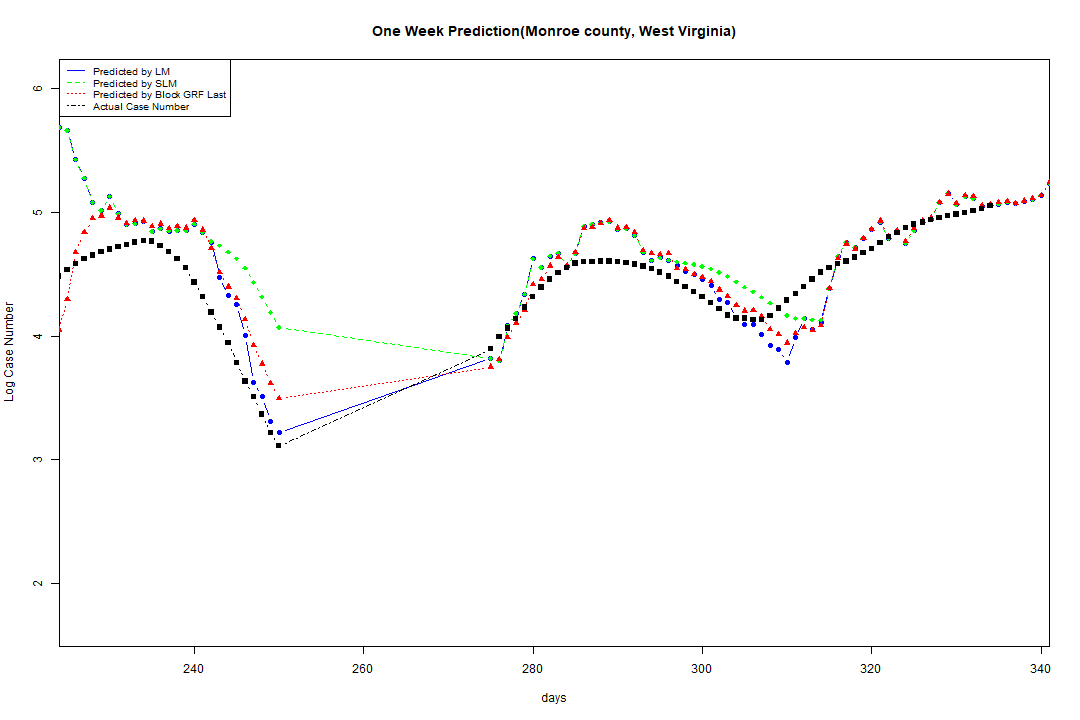 One Week Prediction(Monroe county, West Virginia)
Predicted by LM
Predicted by SLM
Predicted by Block GRF Last
Actual Case Number
6
5
4
3
2
Log Case Number
240 260 280 300 320 340
days